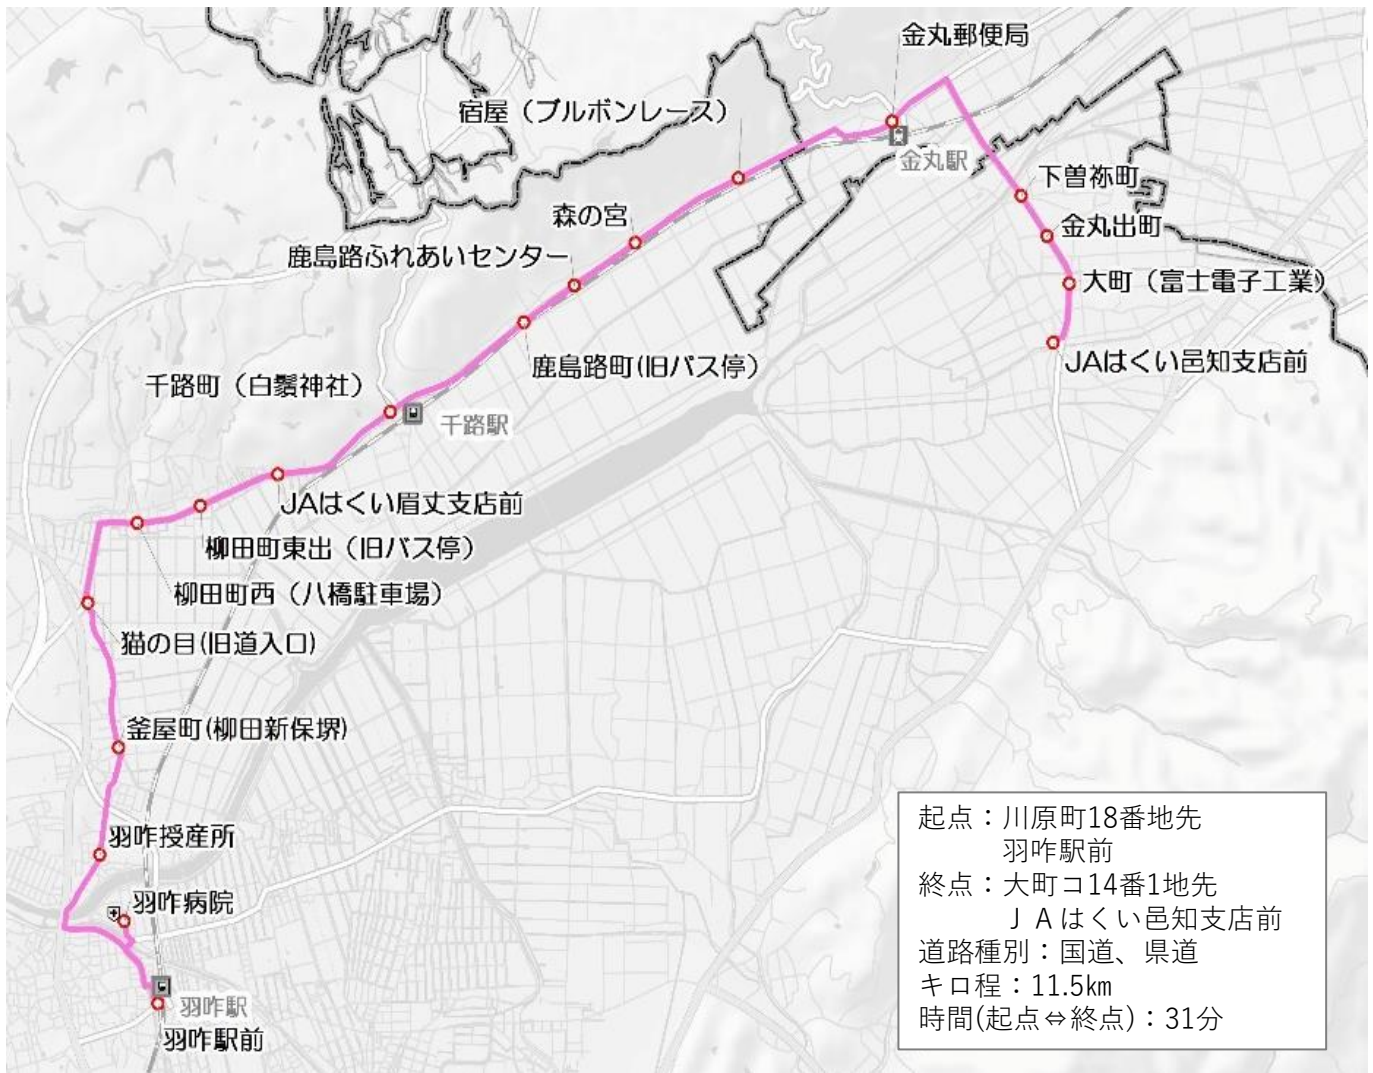 金丸郵便局
宿屋（ブルボンレース）
金丸駅
下曽祢町
森の宮
金丸出町
鹿島路ふれあいセンター
大町（富士電子工業）
鹿島路町(旧バス停)
JAはくい邑知支店前
千路町（白鬚神社）
千路駅
JAはくい眉丈支店前
柳田町東出（旧バス停）
柳田町西（八橋駐車場）
猫の目(旧道入口)
釜屋町(柳田新保堺)
羽咋授産所
羽咋病院
羽咋駅
羽咋駅前
起点：川原町18番地先
羽咋駅前
終点：大町コ14番1地先
ＪＡはくい邑知支店前
道路種別：国道、県道
キロ程：11.5㎞
時間(起点⇔終点)：31分